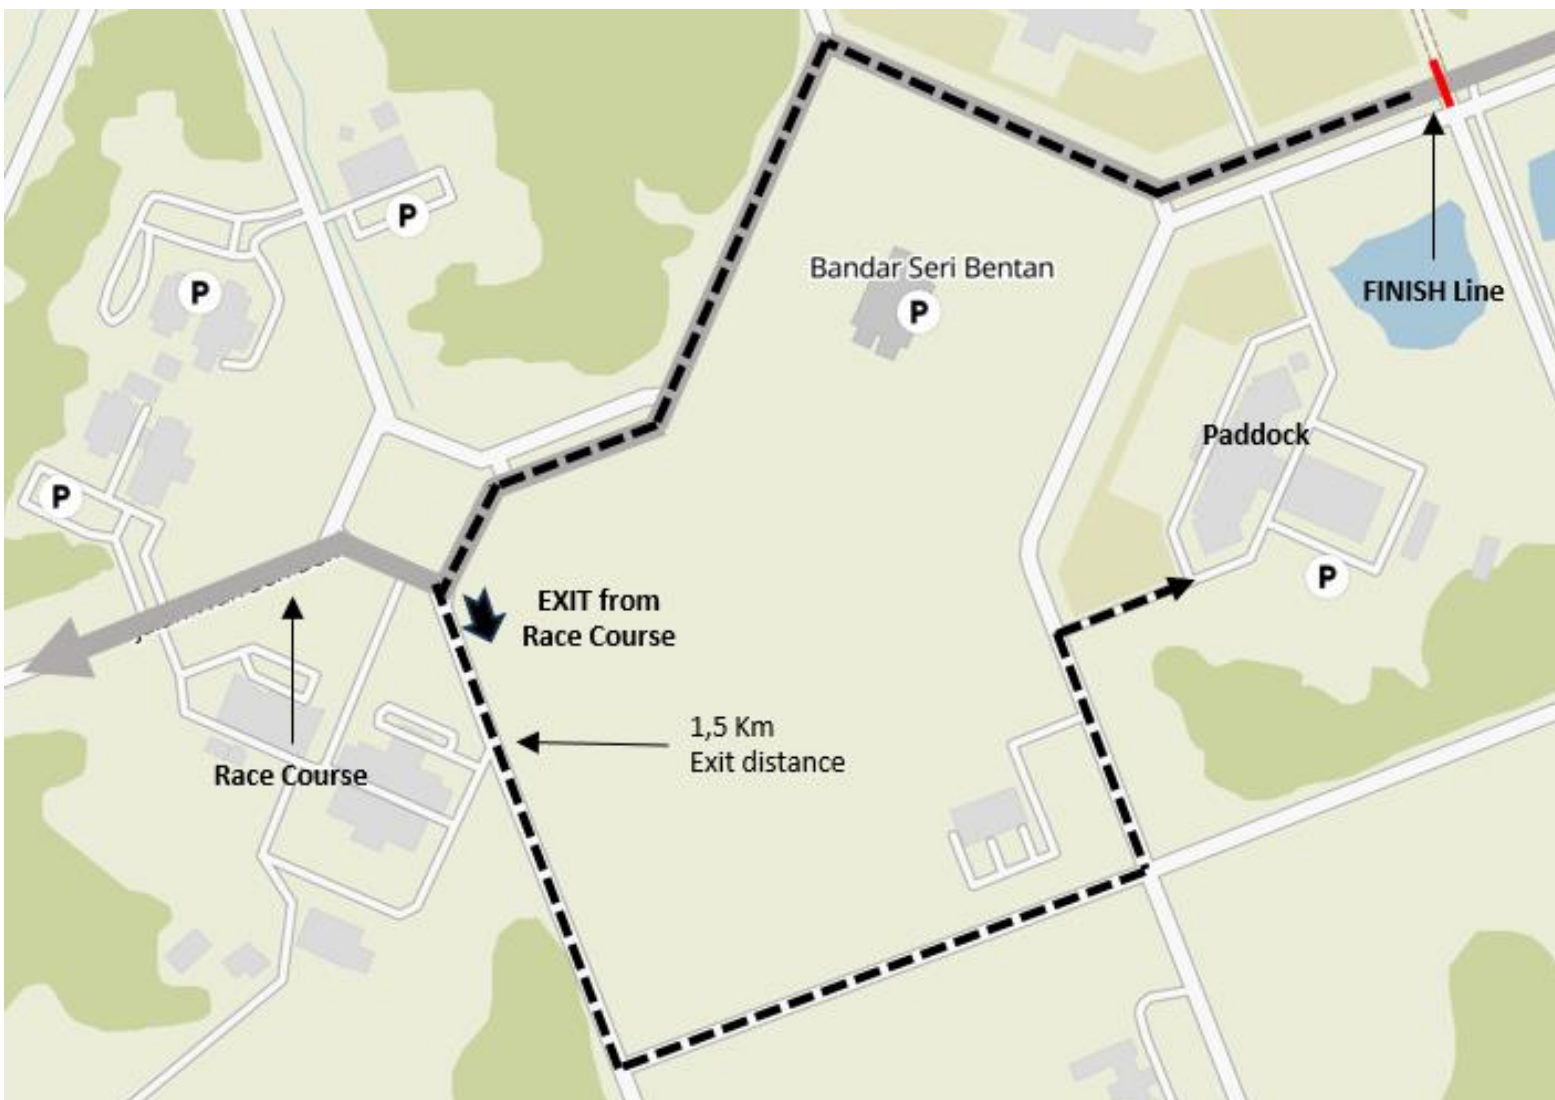 P
Bandar Seri Bentan
P
P
FINISH Line
P
Paddock
P
P
EXIT from
Race Course
1,5 Km
Exit distance
Race Course